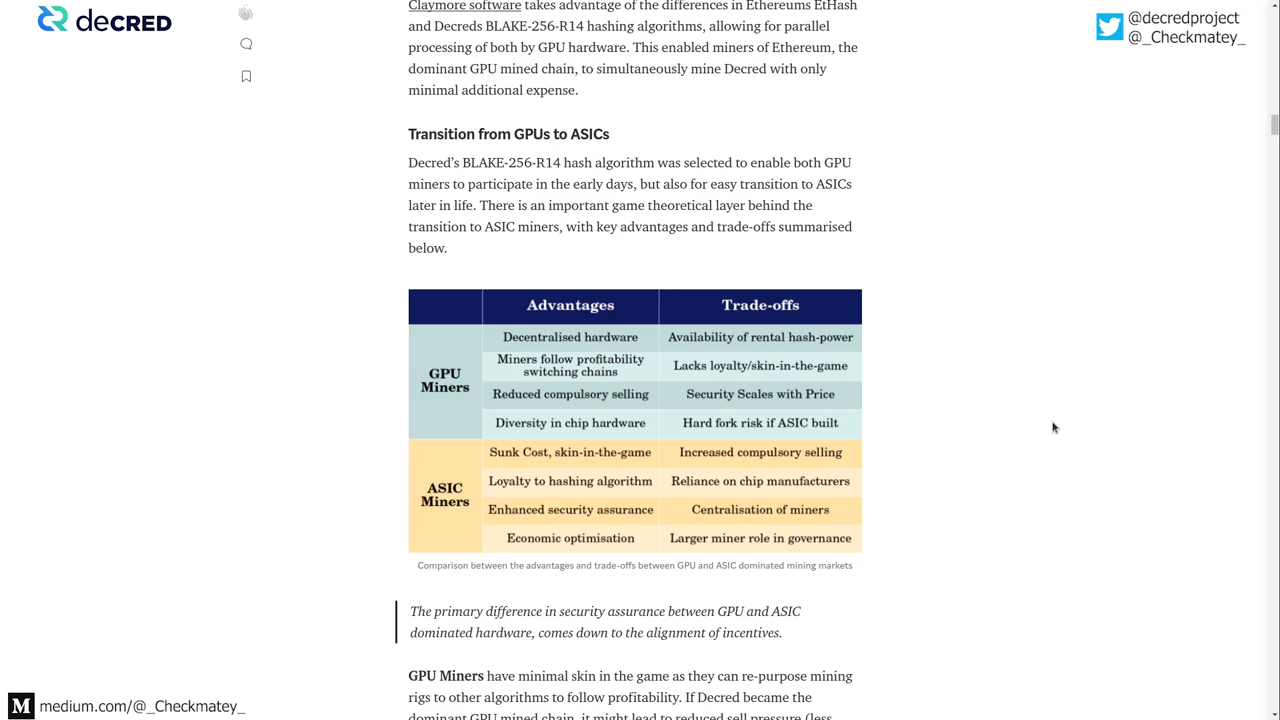 decred
@decredproject
@_Checkmatey_
Claymore software takes advantage of the differences in Ethereums EtHash
and Decreds BLAKE-256-R14 hashing algorithms, allowing for parallel
processing of both by GPU hardware. This enabled miners of Ethereum, the
dominant GPU mined chain, to simultaneously mine Decred with only
minimal additional expense.
Transition from GPUs to ASICs
Decred’s BLAKE-256-R14 hash algorithm was selected to enable both GPU
miners to participate in the early days, but also for easy transition to ASICs
later in life. There is an important game theoretical layer behind the
transition to ASIC miners, with key advantages and trade-offs summarised
below.
Advantages Trade-offs
GPU Miners
Decentralised hardware Availability of rental hash-power
Miners follow profitability switching chains Lacks loyalty/skin-in-the-game
Reduced compulsory selling Security Scales with Price
Diversity in chip hardware Hard fork risk if ASIC built
ASIC Miners
Sunk Cost, skin-in-the-game Increased compulsory selling
Loyalty to hashing algorithm Reliance on chip manufacturers
Enhanced security assurance Centralisation of miners
Economic optimisation Larger miner role in governance
Comparison between the advantages and trade-offs between GPU and ASIC dominated mining markets
The primary difference in security assurance between GPU and ASIC
dominated hardware, comes down to the alignment of incentives.
GPU Miners have minimal skin in the game as they can re-purpose mining
rigs to other algorithms to follow profitability. If Decred became the
dominant GPU mined chain, it might lead to reduced sell pressure (less
M medium.com/@_Checkmatey_